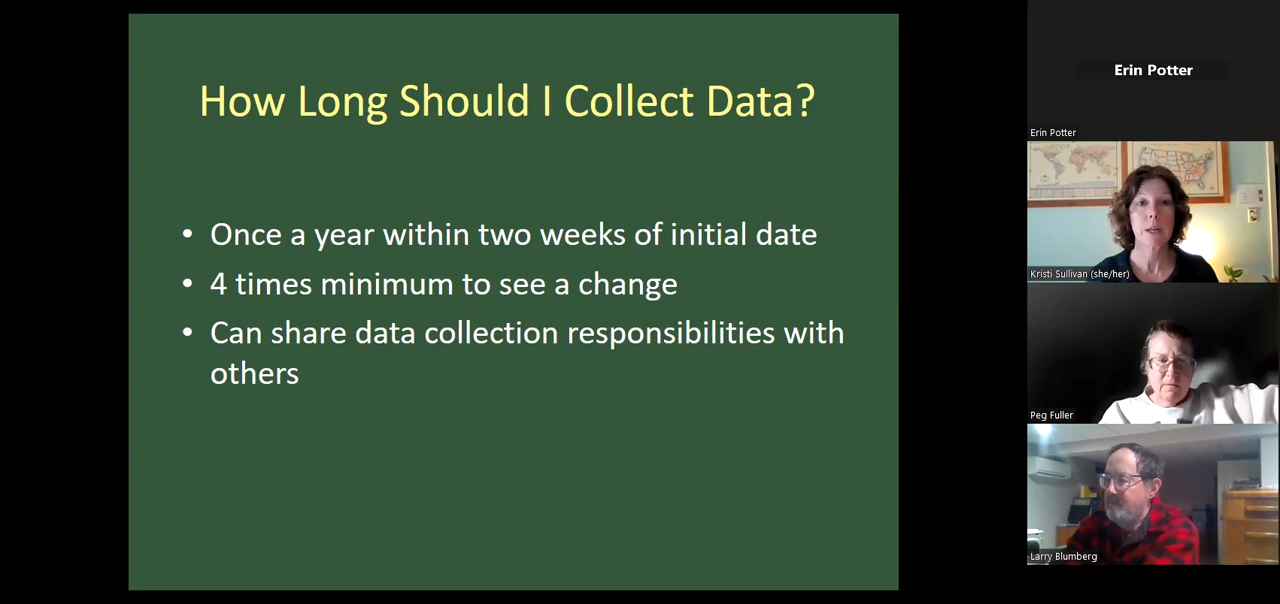 How Long Should I Collect Data?
• Once a year within two weeks of initial date
• 4 times minimum to see a change
• Can share data collection responsibilities with
others
Erin Potter
Erin Potter
Kristi Sullivan (she/her)
Peg Fuller
Larry Blumberg